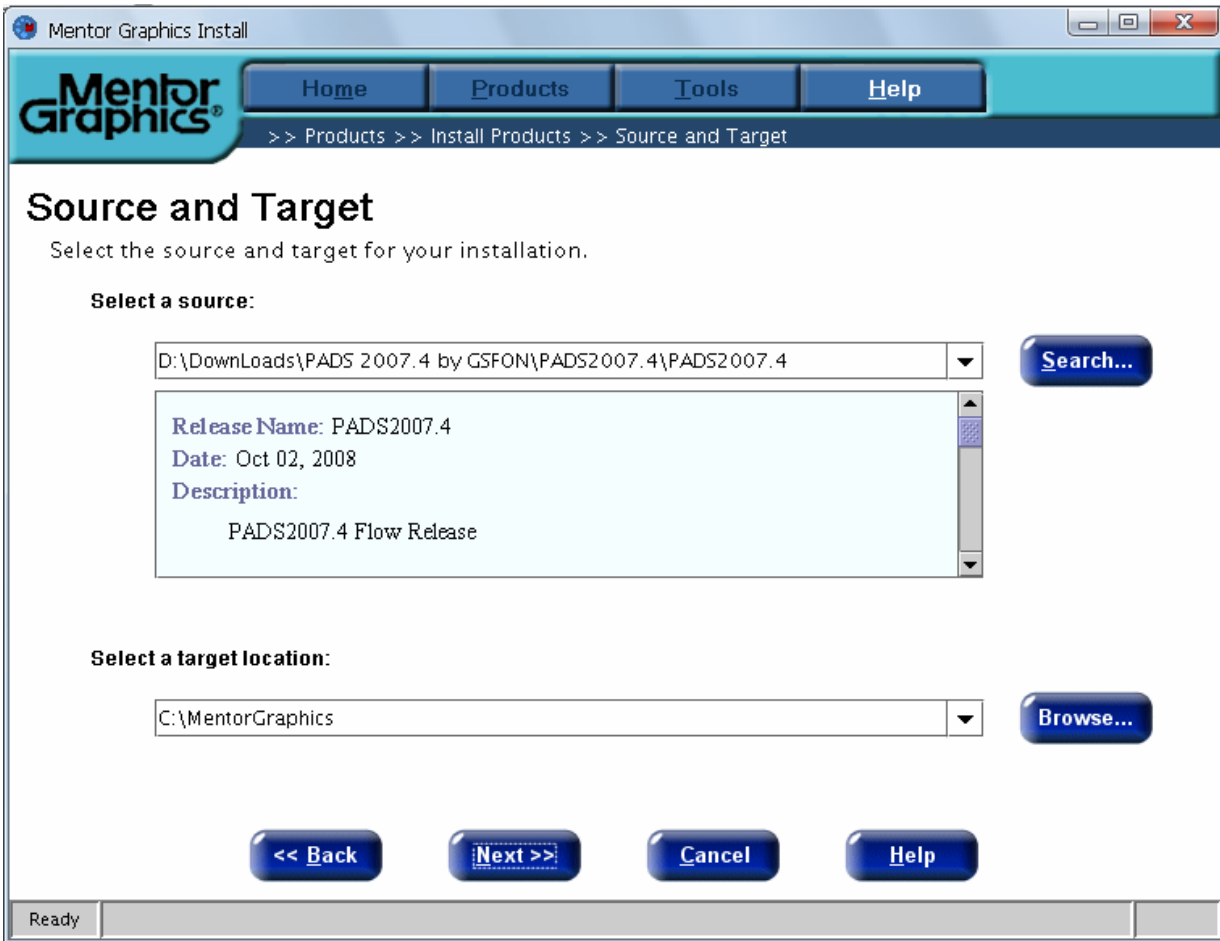 Mentor Graphics Install
Mentor Graphics®
Home Products Tools Help
>> Products >> Install Products >> Source and Target
Source and Target
Select the source and target for your installation.
Select a source:
D:\DownLoads\PADS 2007.4 by GSFON\PADS2007.4\PADS2007.4
Search...
Release Name: PADS2007.4
Date: Oct 02, 2008
Description:
PADS2007.4 Flow Release
Select a target location:
C:\MentorGraphics
Browse...
<< Back Next >> Cancel Help
Ready